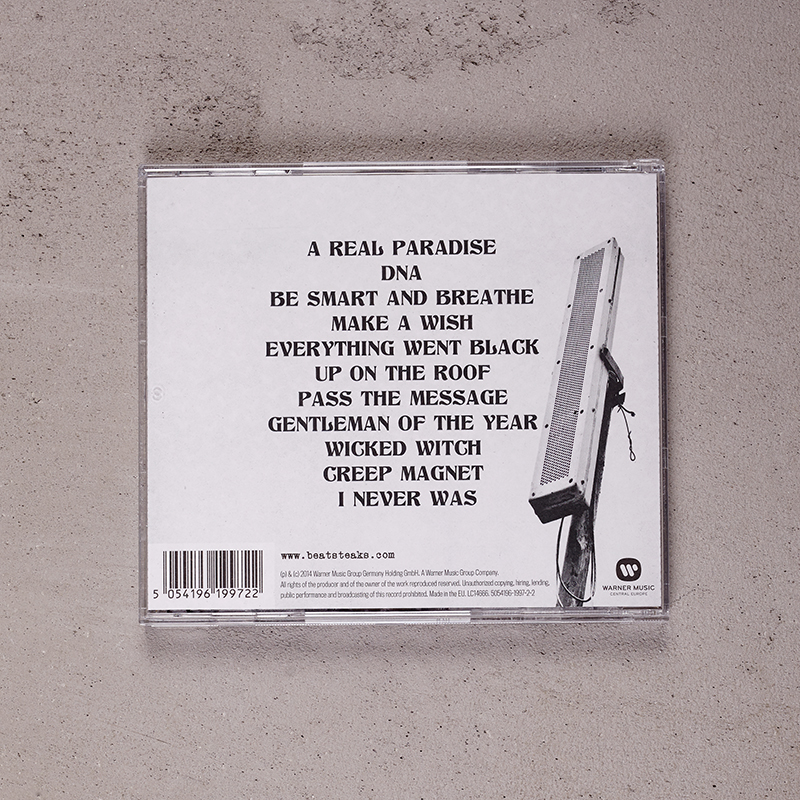 A REAL PARADISE
DNA
BE SMART AND BREATHE
MAKE A WISH
EVERYTHING WENT BLACK
UP ON THE ROOF
PASS THE MESSAGE
GENTLEMAN OF THE YEAR
WICKED WITCH
CREEP MAGNET
I NEVER WAS
www.beatsteaks.com
(p) & (c) 2014 Warner Music Group Germany Holding GmbH. A Warner Music Group Company.
All rights of the producer and of the owner of the work reproduced reserved. Unauthorized copying, hiring, lending,
public performance and broadcasting of this record prohibited. Made in the EU. LC14666. 5054196-1997-2-2
5 054196 199722
WARNER MUSIC
CENTRAL EUROPE